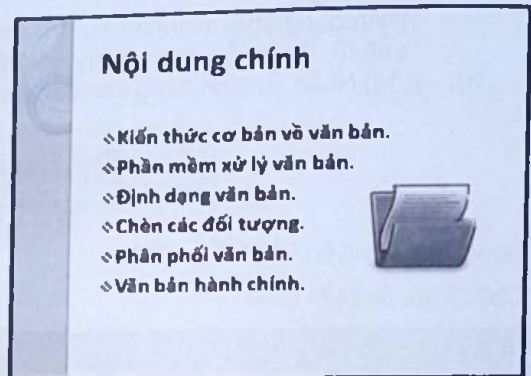 Nội dung chính
Kiến thức cơ bản về văn bản.
Phần mềm xử lý văn bản.
Định dạng văn bản.
Chèn các đối tượng.
Phân phối văn bản.
Văn bản hành chính.